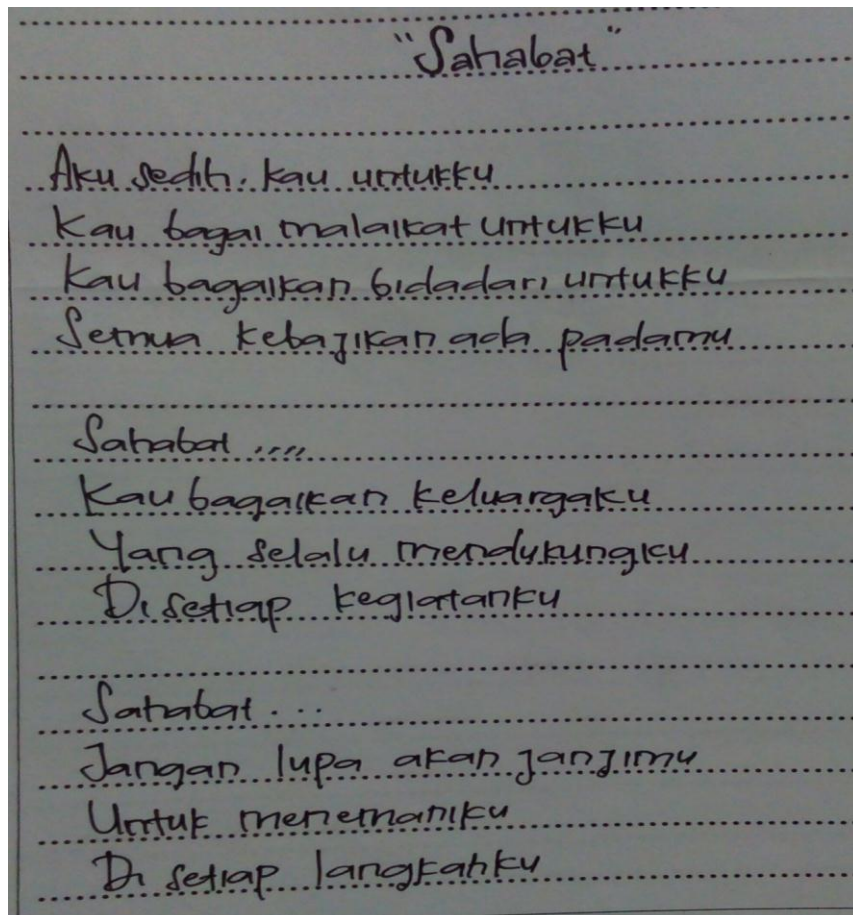 "Sahabat"
Aku sedih. kau untukku
Kau bagai malaikat untukku
Kau bagaikan bidadari untukku
Semua kebajikan ada padamu
Sahabat ....
Kau bagaikan keluargaku
Yang selalu mendukungku
Di setiap kegiatanku
Sahabat ...
Jangan lupa akan janjimu
Untuk menemaniku
Di setiap langkahku